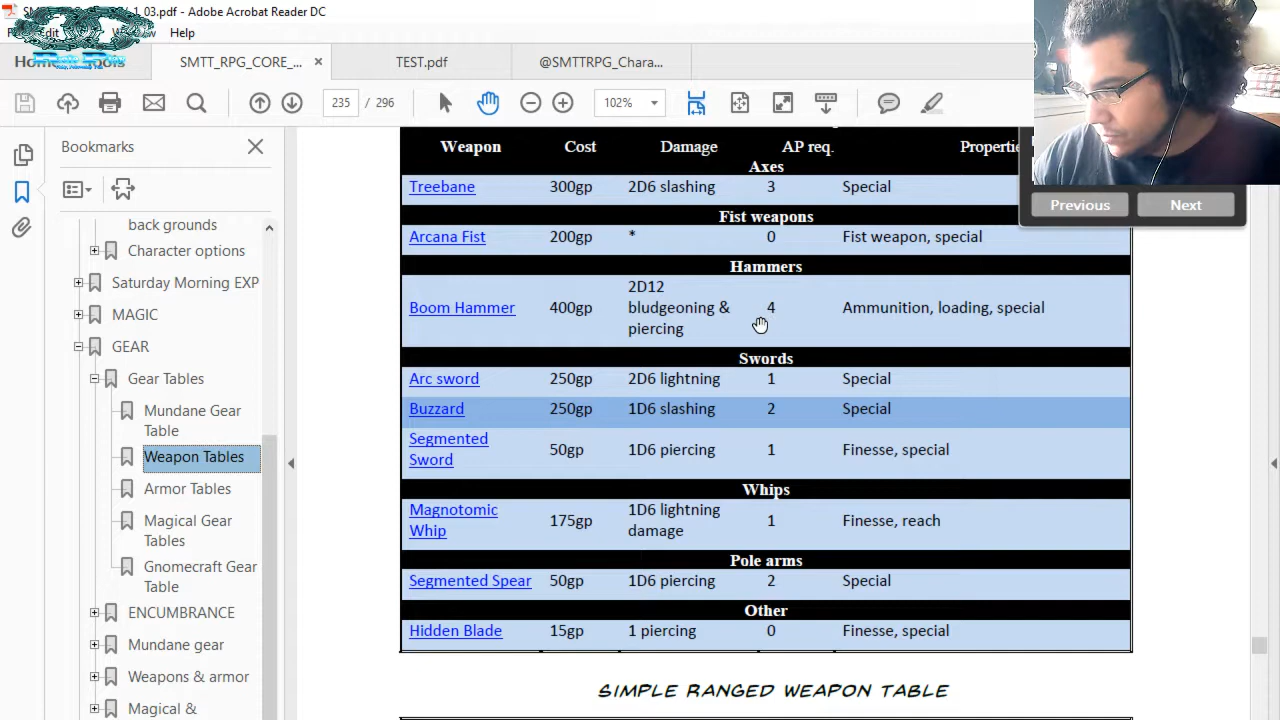 03.pdf - Adobe Acrobat Reader DC
Help
Tools
SMTT_RPG_CORE_...
TEST.pdf
@SMTTRPG_Chara...
235 / 296
102%
Bookmarks
back grounds
Character options
Saturday Morning EXP
MAGIC
GEAR
Gear Tables
Mundane Gear
Table
Weapon Tables
Armor Tables
Magical Gear
Tables
Gnomecraft Gear
Table
ENCUMBRANCE
Mundane gear
Weapons & armor
Magical &
Weapon Cost Damage AP req. Propertie
Axes
Treebane 300gp 2D6 slashing 3 Special
Fist weapons
Arcana Fist 200gp * 0 Fist weapon, special
Hammers
Boom Hammer 400gp 2D12 bludgeoning & piercing 4 Ammunition, loading, special
Swords
Arc sword 250gp 2D6 lightning 1 Special
Buzzard 250gp 1D6 slashing 2 Special
Segmented Sword 50gp 1D6 piercing 1 Finesse, special
Whips
Magnotomic Whip 175gp 1D6 lightning damage 1 Finesse, reach
Pole arms
Segmented Spear 50gp 1D6 piercing 2 Special
Other
Hidden Blade 15gp 1 piercing 0 Finesse, special
SIMPLE RANGED WEAPON TABLE
Previous Next